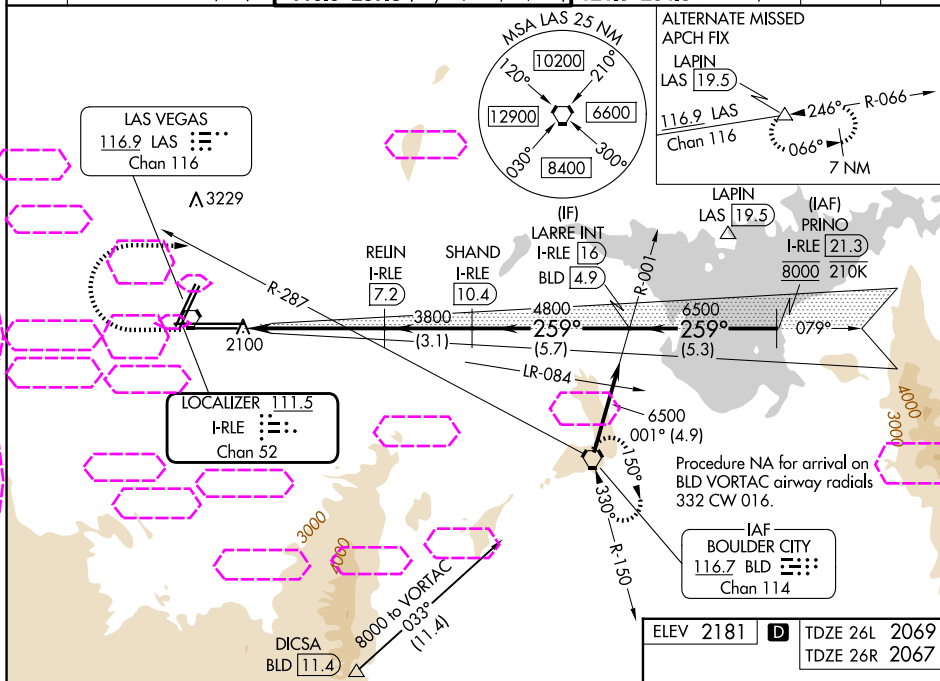 MSA LAS 25 NM
120°
10200
210°
12900
6600
030°
8400
300°
ALTERNATE MISSED
APCH FIX
LAPIN
LAS 19.5
116.9 LAS
Chan 116
246°
R-066
066°
7 NM
LAS VEGAS
116.9 LAS
Chan 116
3229
R-287
RELIN
I-RLE
7.2
SHAND
I-RLE
10.4
(IF)
LARRE INT
I-RLE 16
BLD 4.9
R-001
LAPIN
LAS 19.5
(IAF)
PRINO
I-RLE 21.3
8000 210K
3800
4800
6500
259°
259°
079°
2100
(3.1)
(5.7)
(5.3)
LR-084
LOCALIZER 111.5
I-RLE
Chan 52
6500
001° (4.9)
150°
330°
R-150
Procedure NA for arrival on
BLD VORTAC airway radials
332 CW 016.
4000
3000
IAF
BOULDER CITY
116.7 BLD
Chan 114
3000
4000
8000 to VORTAC
033°
(11.4)
DICSA
BLD 11.4
ELEV 2181
D
TDZE 26L 2069
TDZE 26R 2067